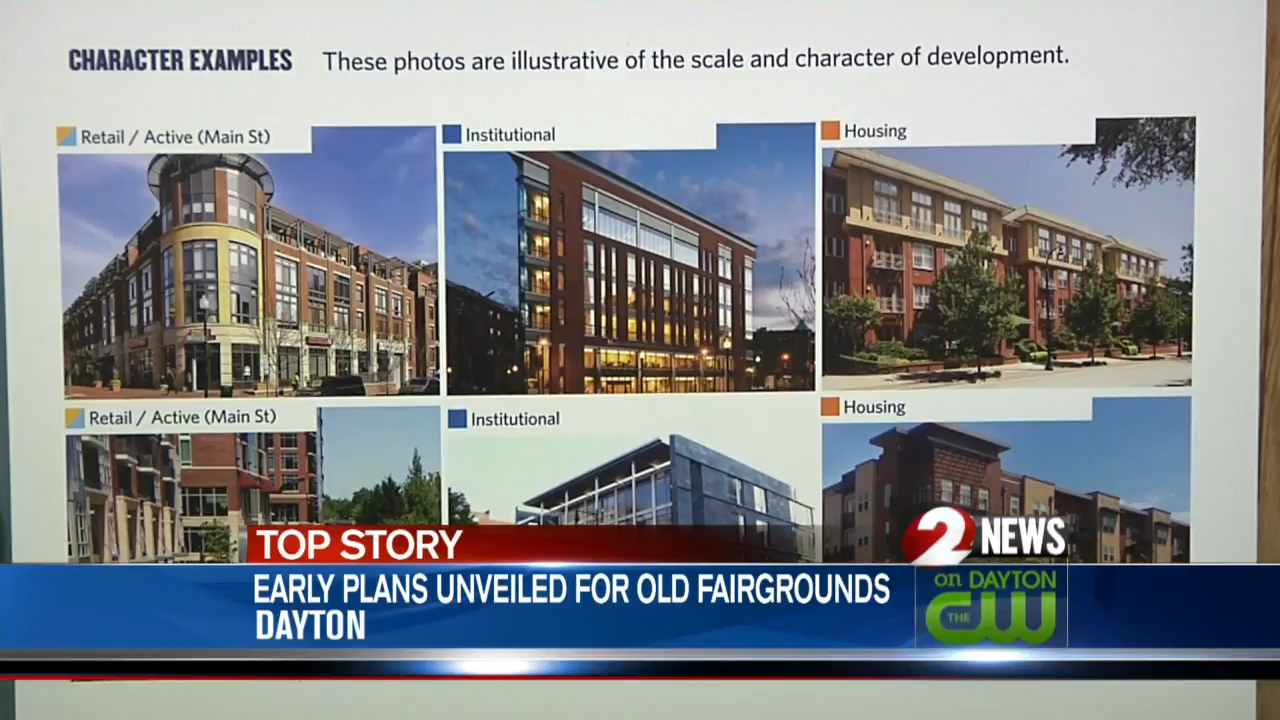 CHARACTER EXAMPLES These photos are illustrative of the scale and character of development.
Retail / Active (Main St)
Institutional
Housing
Retail / Active (Main St)
Institutional
Housing
TOP STORY
EARLY PLANS UNVEILED FOR OLD FAIRGROUNDS
DAYTON
2 NEWS
on DAYTON
THE CW